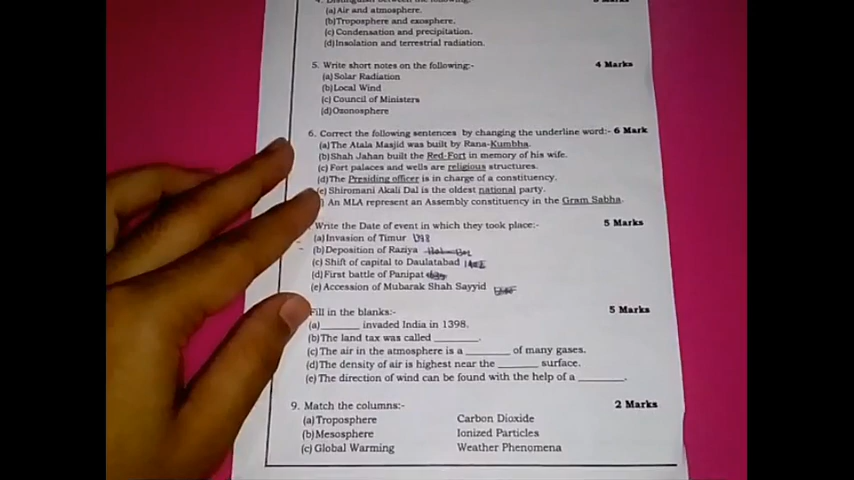 4. Distinguish between the following:-
(a)Air and atmosphere.
(b)Troposphere and exosphere.
(c) Condensation and precipitation.
(d)Insolation and terrestrial radiation.
5. Write short notes on the following:- 4 Marks
(a)Solar Radiation
(b)Local Wind
(c) Council of Ministers
(d)Ozonosphere
6. Correct the following sentences by changing the underline word:- 6 Mark
(a)The Atala Masjid was built by Rana-Kumbha.
(b)Shah Jahan built the Red-Fort in memory of his wife.
(c) Fort palaces and wells are religious structures.
(d)The Presiding officer is in charge of a constituency.
(e) Shiromani Akali Dal is the oldest national party.
An MLA represent an Assembly constituency in the Gram Sabha.
Write the Date of event in which they took place:- 5 Marks
(a)Invasion of Timur 1398
(b)Deposition of Raziya
(c) Shift of capital to Daulatabad
(d)First battle of Panipat
(e) Accession of Mubarak Shah Sayyid
Fill in the blanks:- 5 Marks
(a)_______ invaded India in 1398.
(b)The land tax was called ________.
(c) The air in the atmosphere is a ________ of many gases.
(d)The density of air is highest near the _______ surface.
(e) The direction of wind can be found with the help of a ________.
9. Match the columns:- 2 Marks
(a)Troposphere Carbon Dioxide
(b)Mesosphere Ionized Particles
(c) Global Warming Weather Phenomena